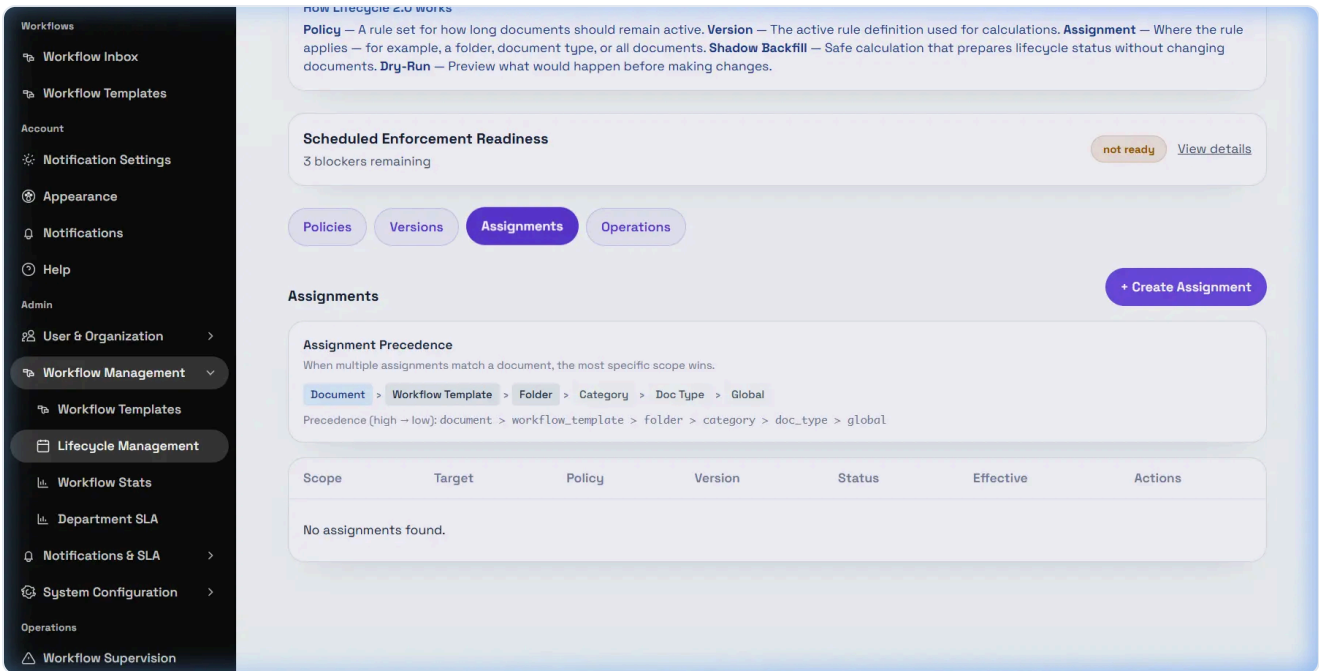 Workflows
Workflow Inbox
Workflow Templates
Account
Notification Settings
Appearance
Notifications
Help
Admin
User & Organization
Workflow Management
Workflow Templates
Lifecycle Management
Workflow Stats
Department SLA
Notifications & SLA
System Configuration
Operations
Workflow Supervision
How Lifecycle 2.0 Works
Policy — A rule set for how long documents should remain active. Version — The active rule definition used for calculations. Assignment — Where the rule
applies — for example, a folder, document type, or all documents. Shadow Backfill — Safe calculation that prepares lifecycle status without changing
documents. Dry-Run — Preview what would happen before making changes.
Scheduled Enforcement Readiness
3 blockers remaining
not ready View details
Policies Versions Assignments Operations
Assignments
+ Create Assignment
Assignment Precedence
When multiple assignments match a document, the most specific scope wins.
Document > Workflow Template > Folder > Category > Doc Type > Global
Precedence (high → low): document > workflow_template > folder > category > doc_type > global
Scope Target Policy Version Status Effective Actions
No assignments found.